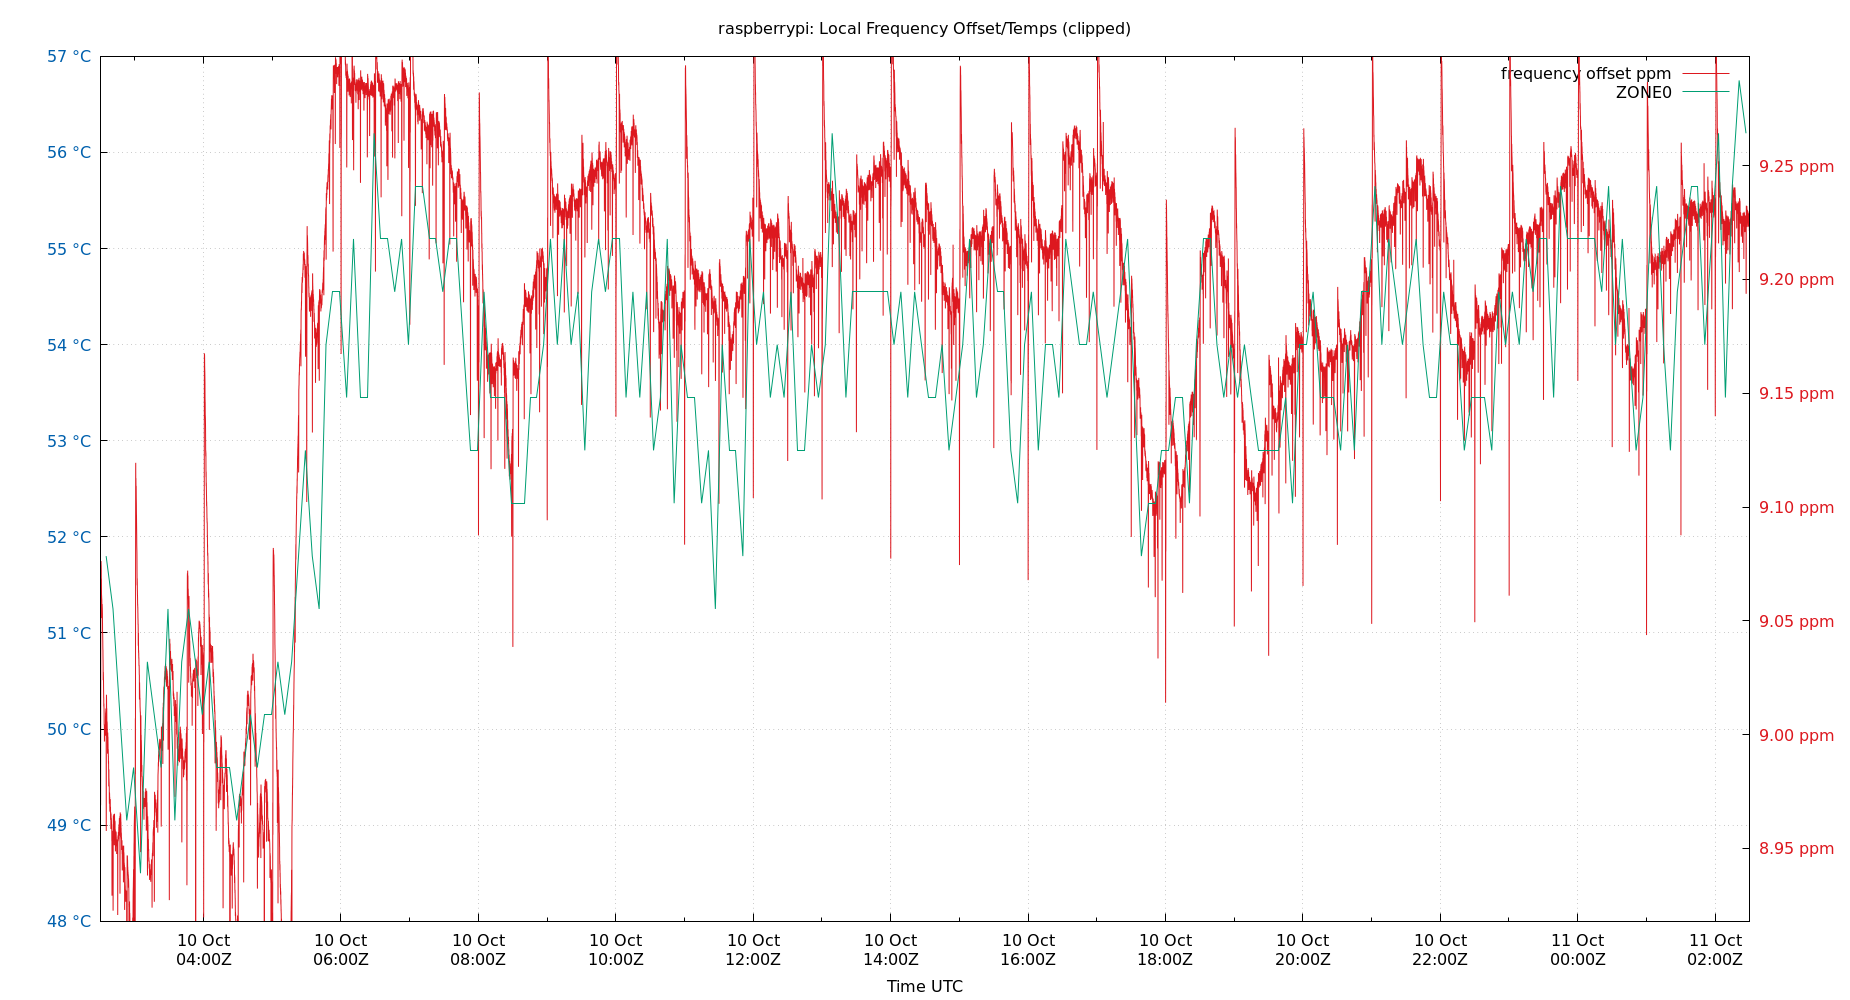 raspberrypi: Local Frequency Offset/Temps (clipped)
57 °C
56 °C
55 °C
54 °C
53 °C
52 °C
51 °C
50 °C
49 °C
48 °C
frequency offset ppm
ZONE0
9.25 ppm
9.20 ppm
9.15 ppm
9.10 ppm
9.05 ppm
9.00 ppm
8.95 ppm
10 Oct
04:00Z
10 Oct
06:00Z
10 Oct
08:00Z
10 Oct
10:00Z
10 Oct
12:00Z
10 Oct
14:00Z
10 Oct
16:00Z
10 Oct
18:00Z
10 Oct
20:00Z
10 Oct
22:00Z
11 Oct
00:00Z
11 Oct
02:00Z
Time UTC